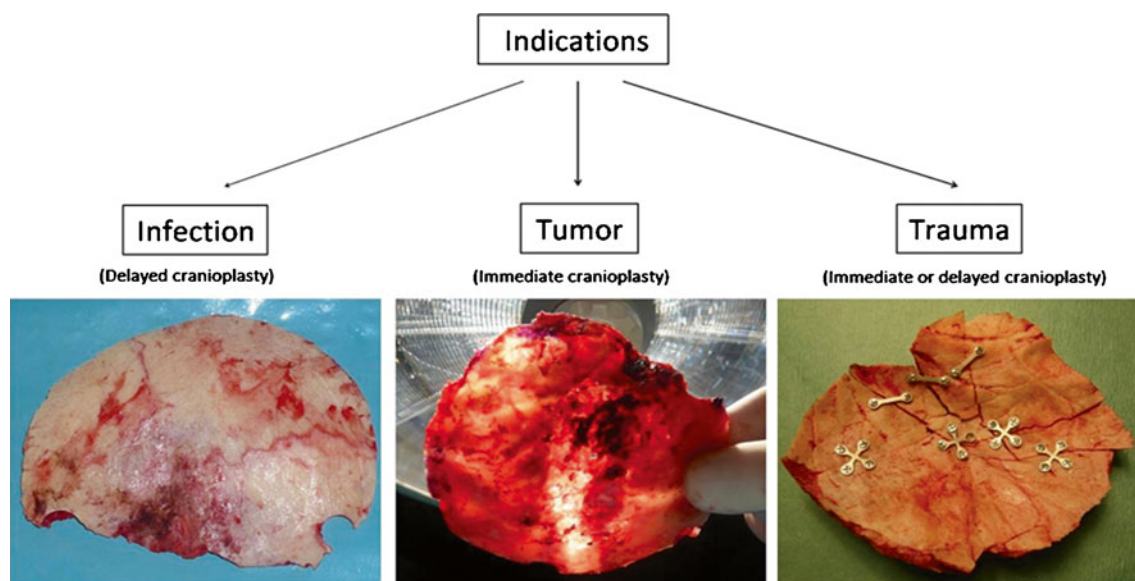 Indications
Infection
(Delayed cranioplasty)
Tumor
(Immediate cranioplasty)
Trauma
(Immediate or delayed cranioplasty)